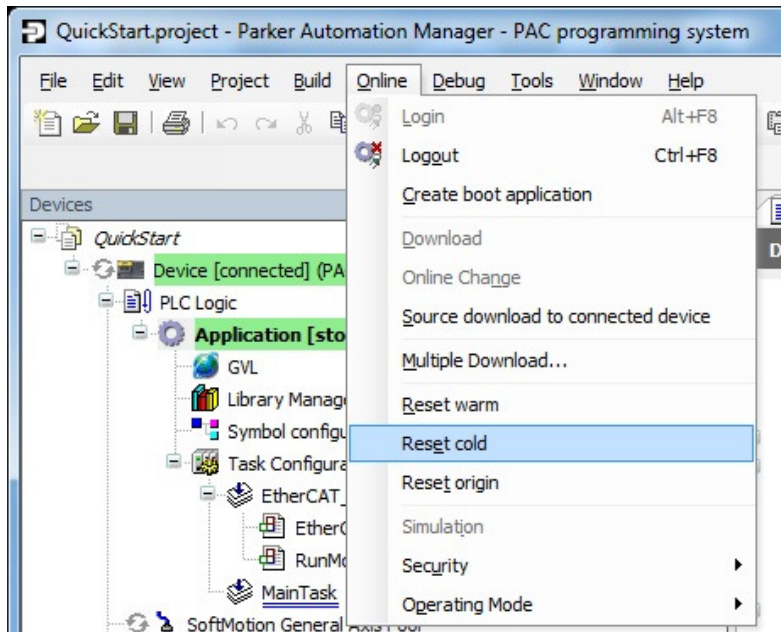 QuickStart.project - Parker Automation Manager - PAC programming system
File Edit View Project Build Online Debug Tools Window Help
Login Alt+F8
Logout Ctrl+F8
Create boot application
Download
Online Change
Source download to connected device
Multiple Download...
Reset warm
Reset cold
Reset origin
Simulation
Security
Operating Mode
Devices
QuickStart
Device [connected] (PA
PLC Logic
Application [sto
GVL
Library Manag
Symbol configu
Task Configura
EtherCAT_
EtherC
RunMo
MainTask
SoftMotion General Axis Pool